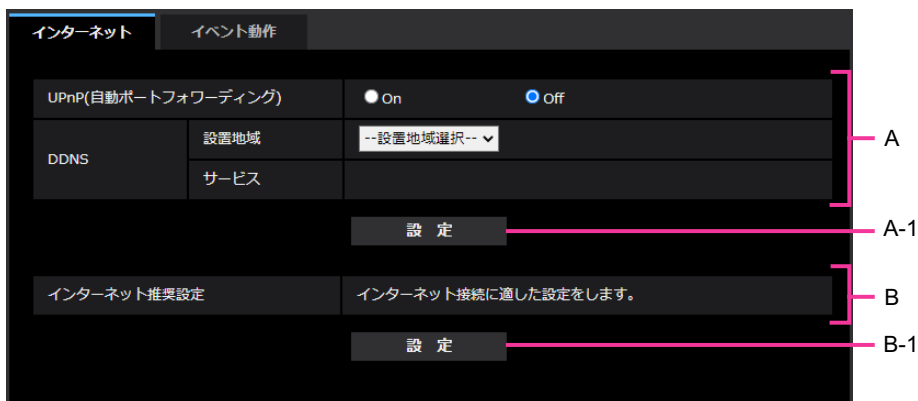 インターネット イベント動作
UPnP(自動ポートフォワーディング) On Off
DDNS 設置地域 --設置地域選択--
サービス
A
設 定
A-1
インターネット推奨設定 インターネット接続に適した設定をします。
B
設 定
B-1